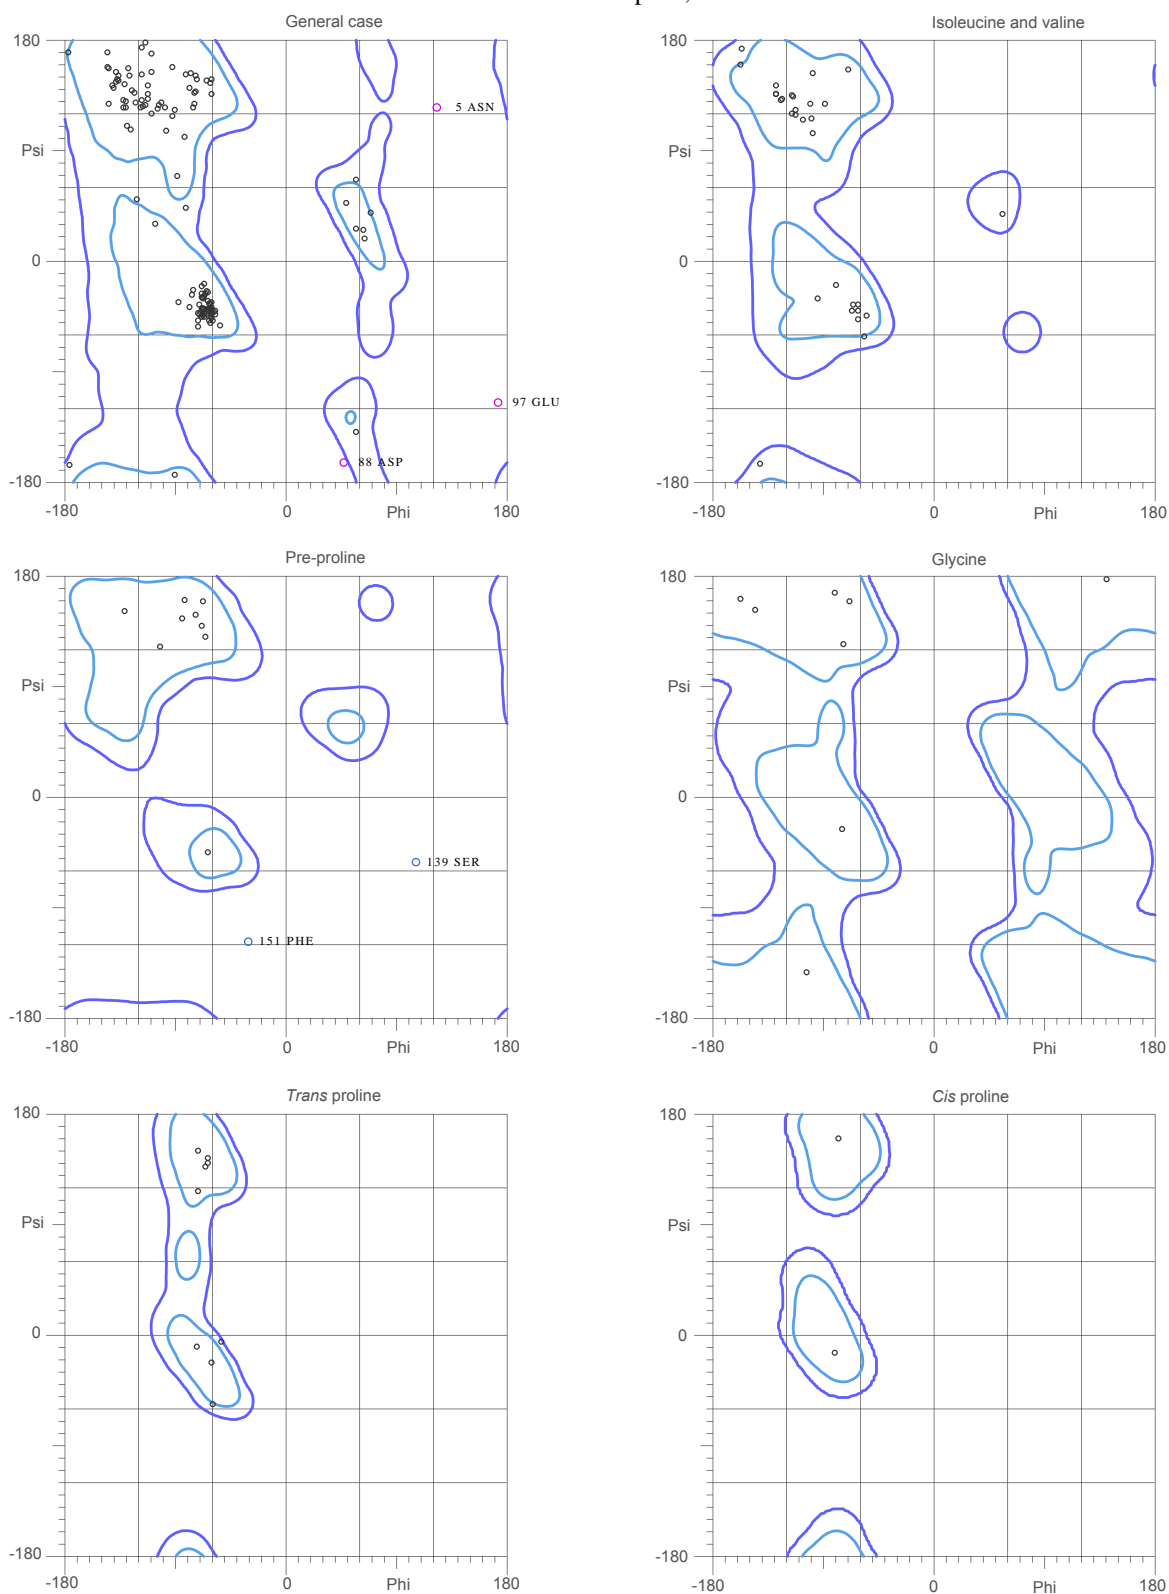 General case
Isoleucine and valine
180
180
5 ASN
Psi
Psi
0
0
97 GLU
88 ASP
-180
-180
-180
0
Phi
180
-180
0
Phi
180
Pre-proline
Glycine
180
180
Psi
Psi
0
0
139 SER
151 PHE
-180
-180
-180
0
Phi
180
-180
0
Phi
180
Trans proline
Cis proline
180
180
Psi
Psi
0
0
-180
-180
-180
0
Phi
180
-180
0
Phi
180